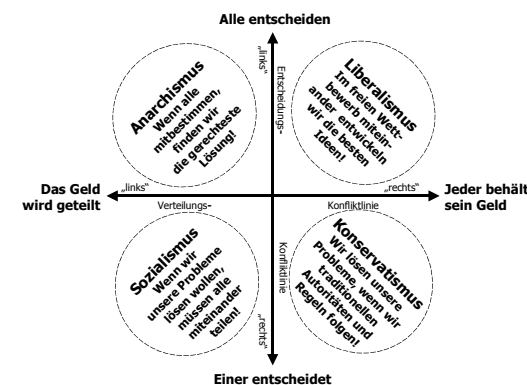 Alle entscheiden
„links“
Entscheidungs-
Anarchismus
Wenn alle
mitbestimmen,
finden wir
die gerechteste
Lösung!
Liberalismus
Im freien Wett-
bewerb mitein-
ander entwickeln
wir die besten
Ideen!
Das Geld
wird geteilt
„links“
Verteilungs-
„rechts“
Konfliktlinie
Jeder behält
sein Geld
Sozialismus
Wenn wir
unsere Probleme
lösen wollen,
müssen alle
miteinander
teilen!
Konfliktlinie
„rechts“
Konservatismus
Wir lösen unsere
Probleme, wenn wir
traditionellen
Autoritäten und
Regeln folgen!
Einer entscheidet